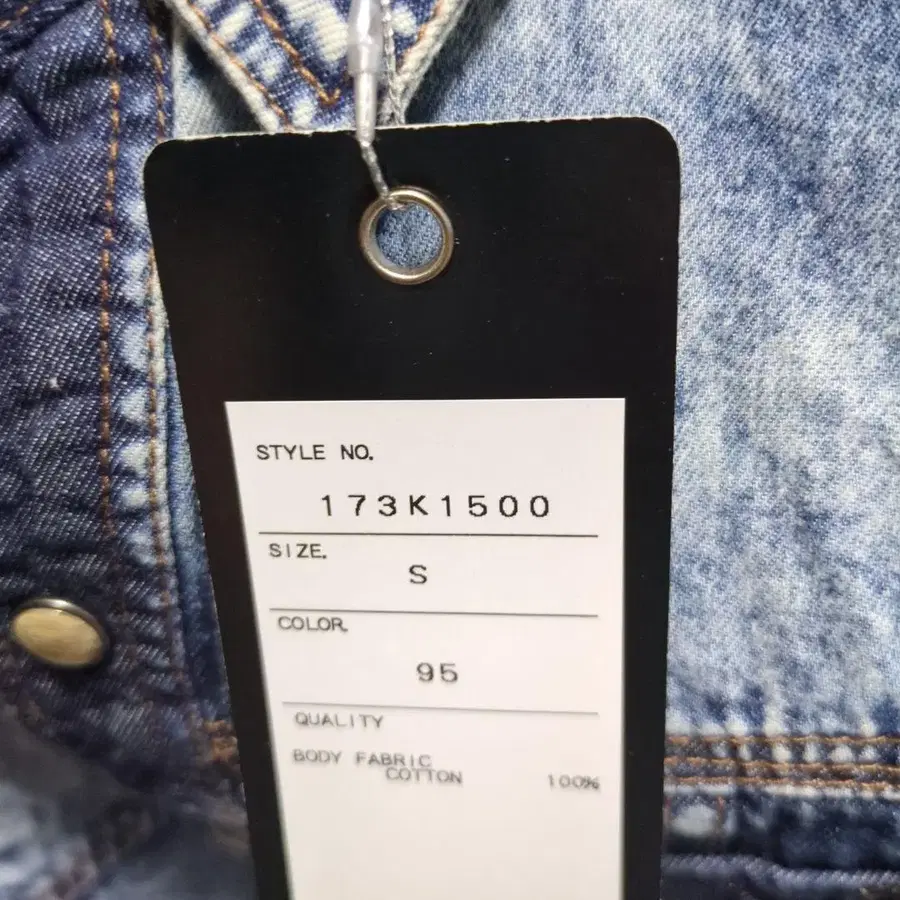 STYLE NO.
173K1500
SIZE.
S
COLOR.
95
QUALITY
BODY FABRIC
COTTON 100%